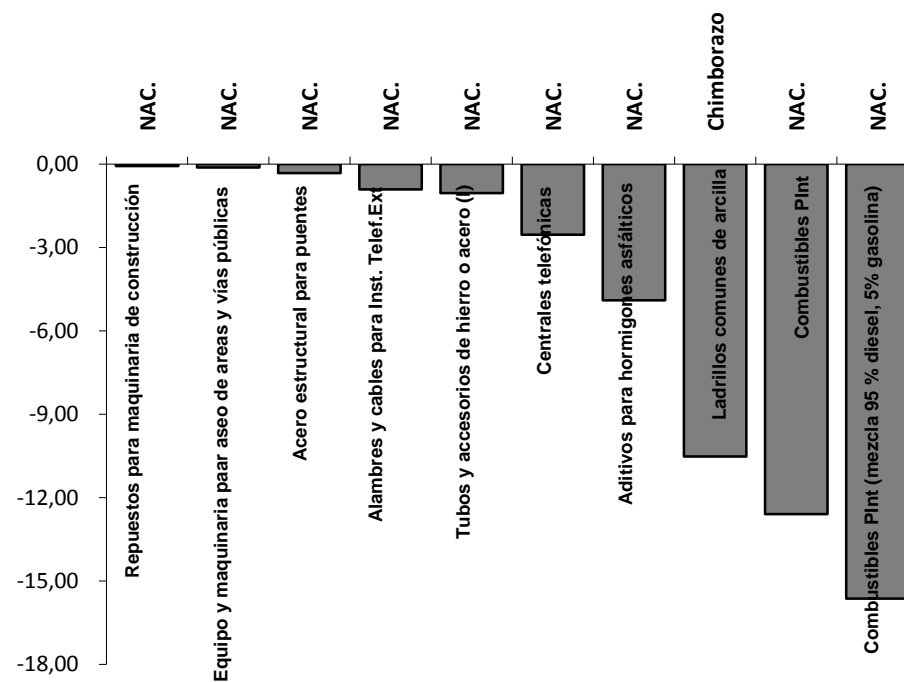 NAC.
NAC.
NAC.
NAC.
NAC.
NAC.
NAC.
Chimborazo
NAC.
NAC.
0,00
-3,00
-6,00
-9,00
-12,00
-15,00
-18,00
Repuestos para maquinaria de construcción
Equipo y maquinaria paar aseo de areas y vías públicas
Acero estructural para puentes
Alambres y cables para Inst. Telef.Ext
Tubos y accesorios de hierro o acero (I)
Centrales telefónicas
Aditivos para hormigones asfálticos
Ladrillos comunes de arcilla
Combustibles PInt
Combustibles PInt (mezcla 95 % diesel, 5% gasolina)